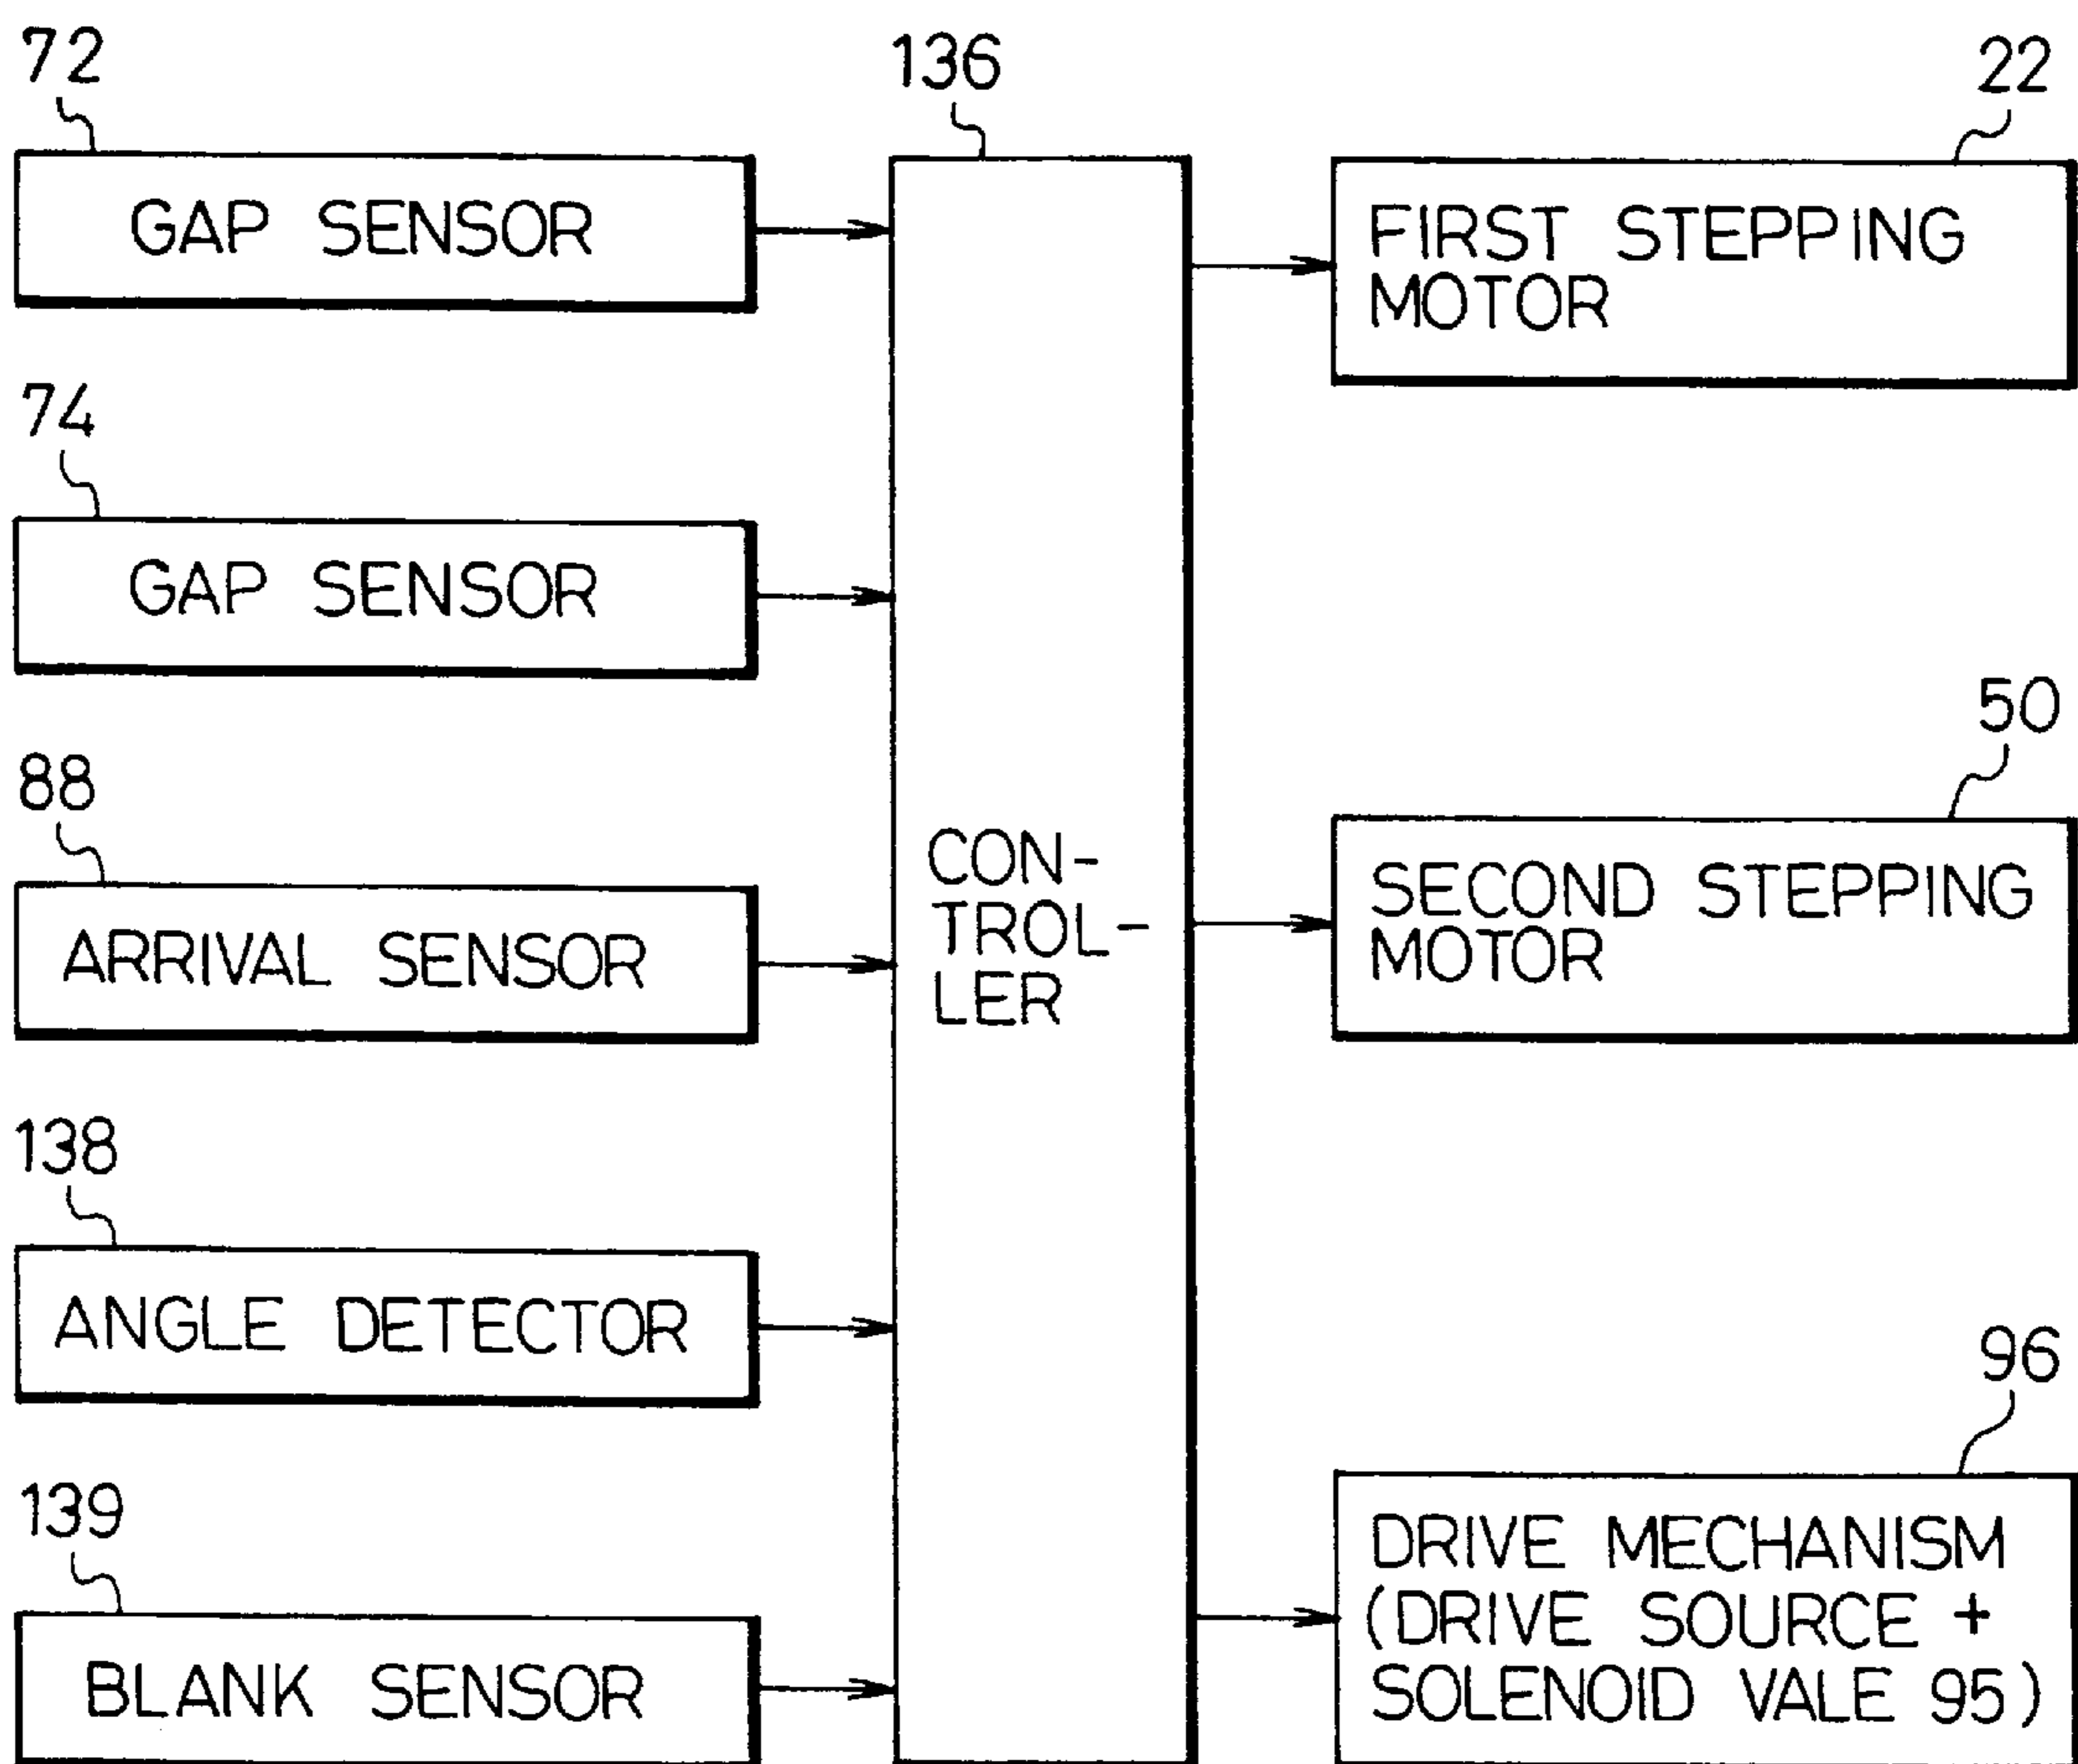 72
GAP SENSOR
74
GAP SENSOR
88
ARRIVAL SENSOR
138
ANGLE DETECTOR
139
BLANK SENSOR
136
CON-
TROL-
LER
22
FIRST STEPPING
MOTOR
50
SECOND STEPPING
MOTOR
96
DRIVE MECHANISM
(DRIVE SOURCE +
SOLENOID VALE 95)